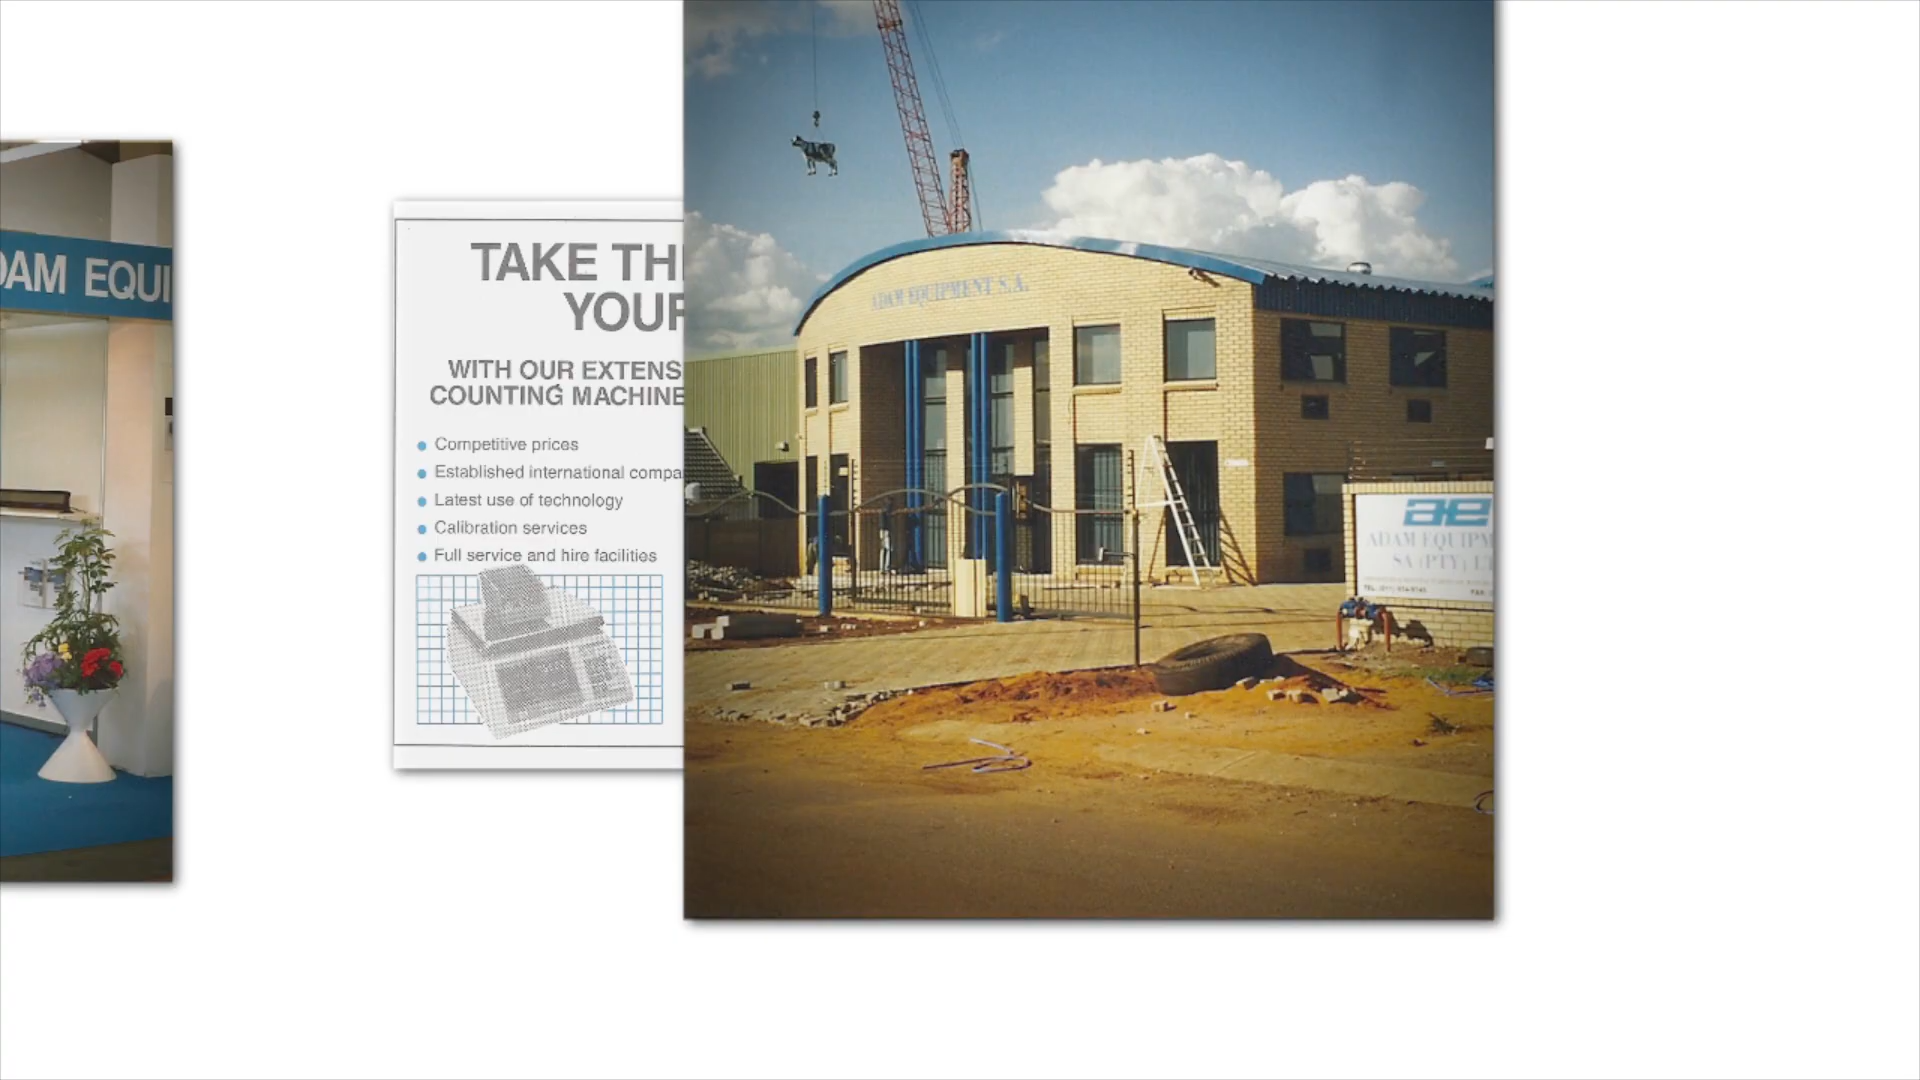 DAM EQUI
TAKE TH
YOUR
WITH OUR EXTENS
COUNTING MACHINE
Competitive prices
Established international compa
Latest use of technology
Calibration services
Full service and hire facilities
ADAM EQUIPMENT S.A.
ae
ADAM EQUIPM
SA (PTY) LT